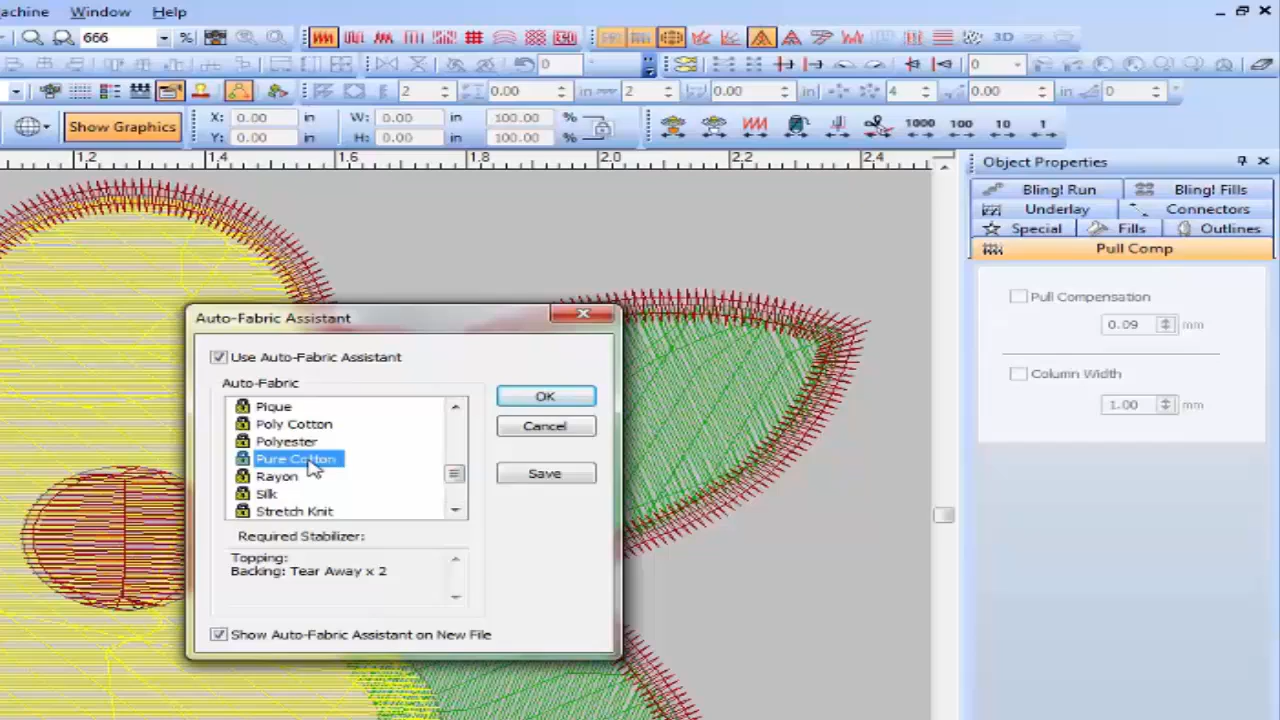 achine Window Help
666 %
3D
0 0
2 0.00 in 2 0.00 in 4 0.00 in 0
Show Graphics X: 0.00 in W: 0.00 in 100.00 %
Y: 0.00 in H: 0.00 in 100.00 %
1000 100 10 1
1.2 1.4 1.6 1.8 2.0 2.2 2.4
Object Properties
Bling! Run Bling! Fills
Underlay Connectors
Special Fills Outlines
Pull Comp
Pull Compensation
0.09 mm
Column Width
1.00 mm
Auto-Fabric Assistant
Use Auto-Fabric Assistant
Auto-Fabric
Pique
Poly Cotton
Polyester
Pure Cotton
Rayon
Silk
Stretch Knit
OK
Cancel
Save
Required Stabilizer:
Topping:
Backing: Tear Away x 2
Show Auto-Fabric Assistant on New File